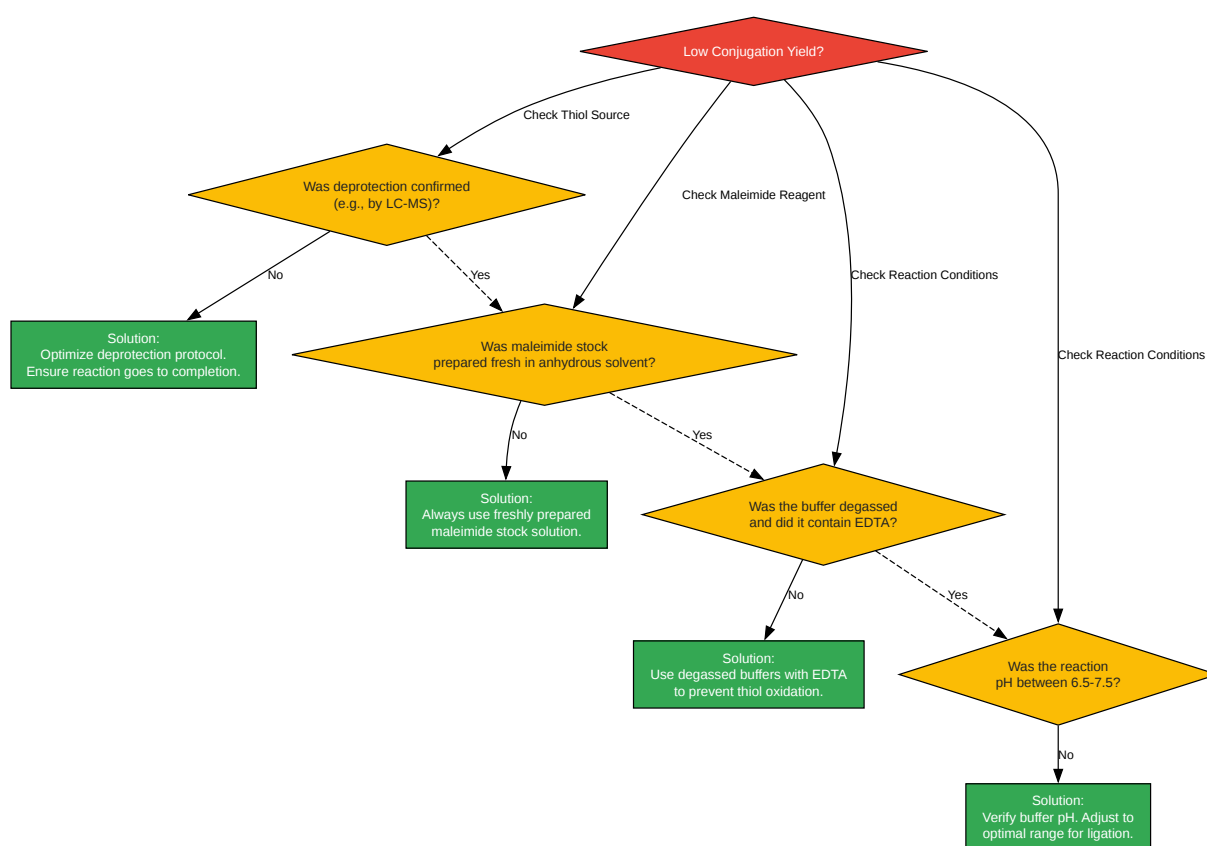 Low Conjugation Yield?
Check Thiol Source
Was deprotection confirmed
(e.g., by LC-MS)?
Check Maleimide Reagent
No
Yes
Check Reaction Conditions
Solution:
Optimize deprotection protocol.
Ensure reaction goes to completion.
Was maleimide stock
prepared fresh in anhydrous solvent?
Check Reaction Conditions
No
Yes
Solution:
Always use freshly prepared
maleimide stock solution.
Was the buffer degassed
and did it contain EDTA?
No
Yes
Solution:
Use degassed buffers with EDTA
to prevent thiol oxidation.
Was the reaction
pH between 6.5-7.5?
No
Solution:
Verify buffer pH. Adjust to
optimal range for ligation.